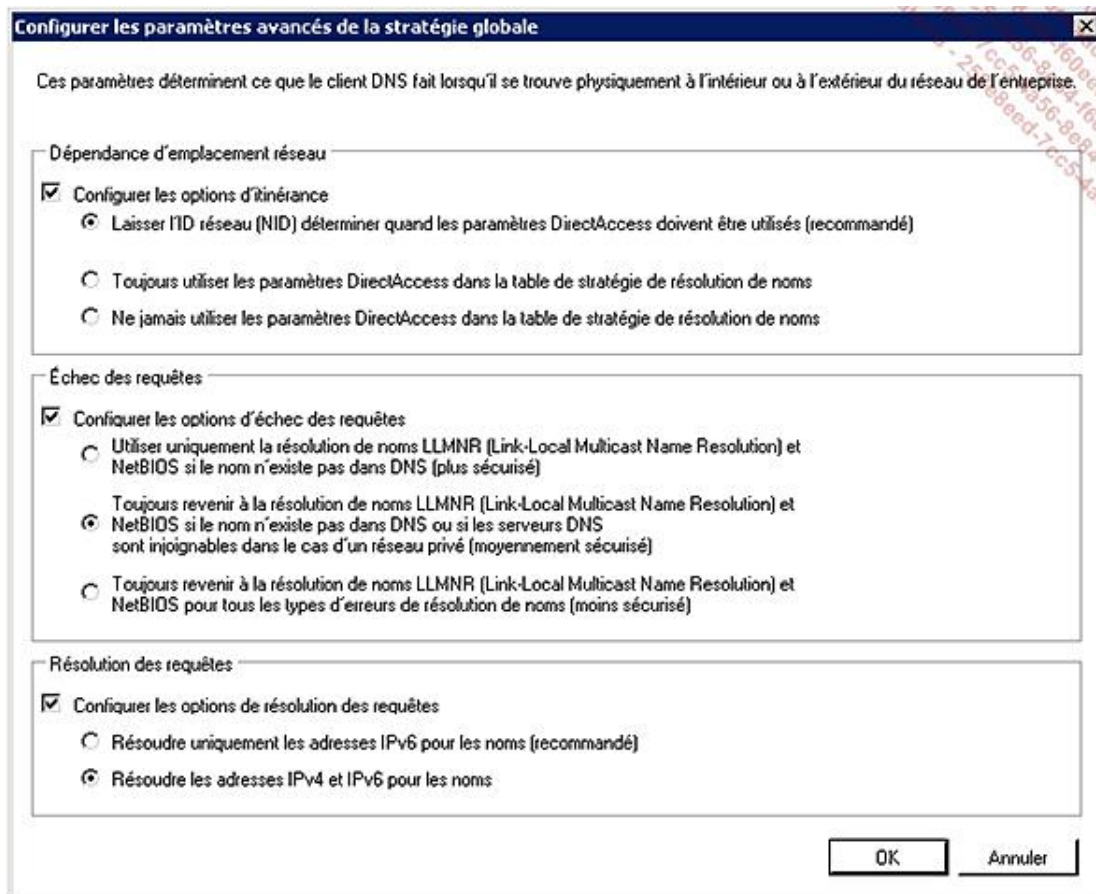 Configurer les paramètres avancés de la stratégie globale
Ces paramètres déterminent ce que le client DNS fait lorsqu'il se trouve physiquement à l'intérieur ou à l'extérieur du réseau de l'entreprise.
Dépendance d'emplacement réseau
Configurer les options d'itinérance
Laisser l'ID réseau (NID) déterminer quand les paramètres DirectAccess doivent être utilisés (recommandé)
Toujours utiliser les paramètres DirectAccess dans la table de stratégie de résolution de noms
Ne jamais utiliser les paramètres DirectAccess dans la table de stratégie de résolution de noms
Échec des requêtes
Configurer les options d'échec des requêtes
Utiliser uniquement la résolution de noms LLMNR (Link-Local Multicast Name Resolution) et
NetBIOS si le nom n'existe pas dans DNS (plus sécurisé)
Toujours revenir à la résolution de noms LLMNR (Link-Local Multicast Name Resolution) et
NetBIOS si le nom n'existe pas dans DNS ou si les serveurs DNS
sont injoignables dans le cas d'un réseau privé (moyennement sécurisé)
Toujours revenir à la résolution de noms LLMNR (Link-Local Multicast Name Resolution) et
NetBIOS pour tous les types d'erreurs de résolution de noms (moins sécurisé)
Résolution des requêtes
Configurer les options de résolution des requêtes
Résoudre uniquement les adresses IPv6 pour les noms (recommandé)
Résoudre les adresses IPv4 et IPv6 pour les noms
OK
Annuler